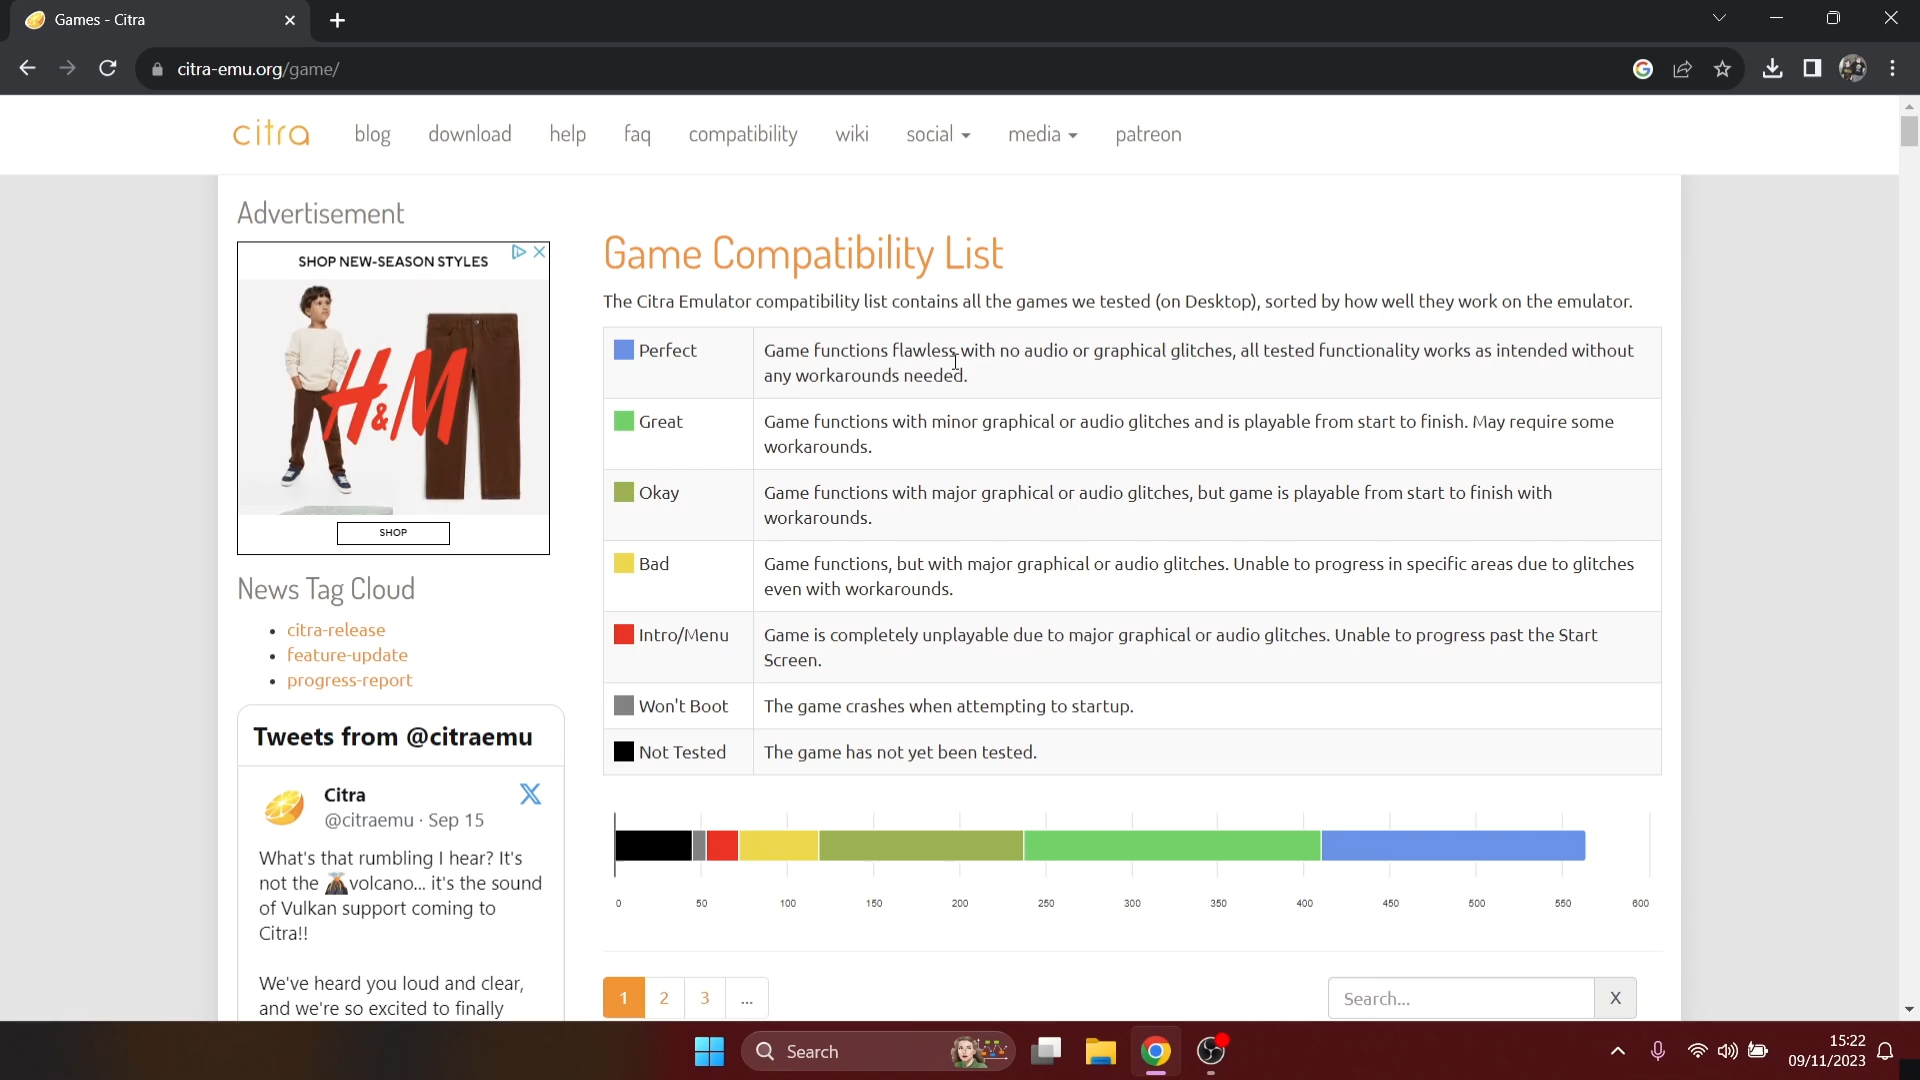 Games - Citra
citra-emu.org/game/
citra blog download help faq compatibility wiki social media patreon
Advertisement
SHOP NEW-SEASON STYLES
H&M
SHOP
News Tag Cloud
citra-release
feature-update
progress-report
Tweets from @citraemu
Citra
@citraemu · Sep 15
What's that rumbling I hear? It's
not the 🌋volcano... it's the sound
of Vulkan support coming to
Citra!!
We've heard you loud and clear,
and we're so excited to finally
Game Compatibility List
The Citra Emulator compatibility list contains all the games we tested (on Desktop), sorted by how well they work on the emulator.
Perfect Game functions flawless with no audio or graphical glitches, all tested functionality works as intended without
any workarounds needed.
Great Game functions with minor graphical or audio glitches and is playable from start to finish. May require some
workarounds.
Okay Game functions with major graphical or audio glitches, but game is playable from start to finish with
workarounds.
Bad Game functions, but with major graphical or audio glitches. Unable to progress in specific areas due to glitches
even with workarounds.
Intro/Menu Game is completely unplayable due to major graphical or audio glitches. Unable to progress past the Start
Screen.
Won't Boot The game crashes when attempting to startup.
Not Tested The game has not yet been tested.
0 50 100 150 200 250 300 350 400 450 500 550 600
1 2 3 ... Search... X
Search
15:22
09/11/2023